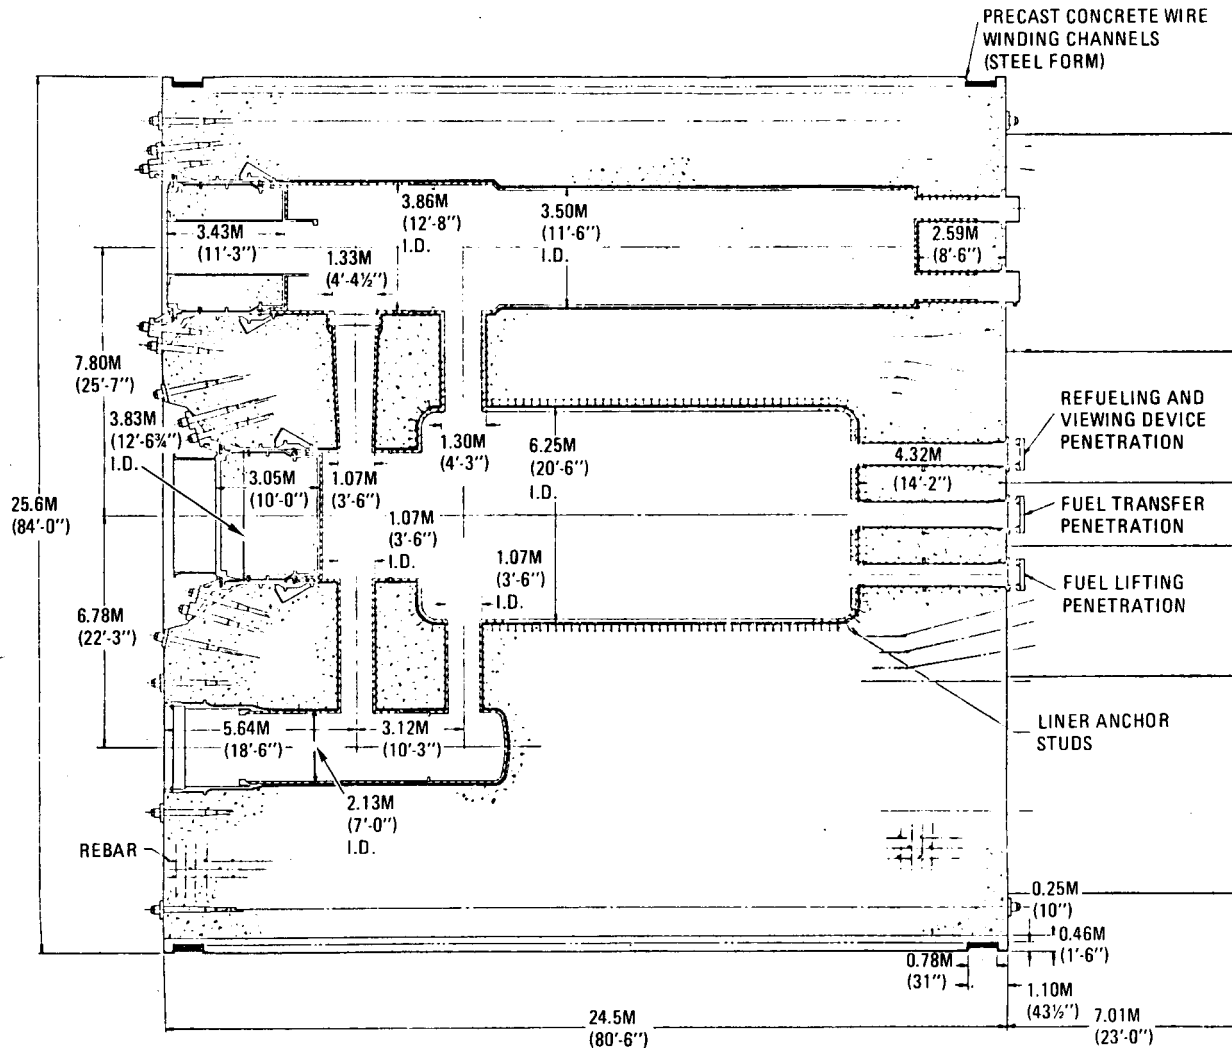 PRECAST CONCRETE WIRE
WINDING CHANNELS
(STEEL FORM)
3.86M
(12'-8")
I.D.
3.50M
(11'-6")
I.D.
3.43M
(11'-3")
2.59M
(8'-6")
1.33M
(4'-4½")
7.80M
(25'-7")
3.83M
(12'-6¾")
I.D.
REFUELING AND
VIEWING DEVICE
PENETRATION
1.30M
(4'-3")
6.25M
(20'-6")
I.D.
4.32M
(14'-2")
3.05M
(10'-0")
1.07M
(3'-6")
25.6M
(84'-0")
FUEL TRANSFER
PENETRATION
1.07M
(3'-6")
I.D.
1.07M
(3'-6")
I.D.
FUEL LIFTING
PENETRATION
6.78M
(22'-3")
5.64M
(18'-6")
3.12M
(10'-3")
LINER ANCHOR
STUDS
2.13M
(7'-0")
I.D.
REBAR
0.25M
(10")
0.46M
(1'-6")
0.78M
(31")
1.10M
(43½")
24.5M
(80'-6")
7.01M
(23'-0")